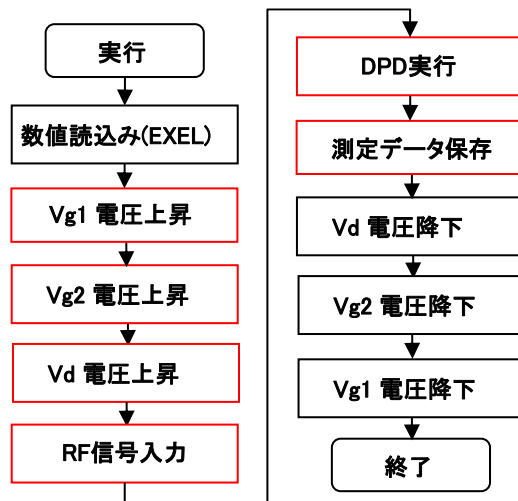 実行
数値読込み(EXEL)
Vg1 電圧上昇
Vg2 電圧上昇
Vd 電圧上昇
RF信号入力
DPD実行
測定データ保存
Vd 電圧降下
Vg2 電圧降下
Vg1 電圧降下
終了